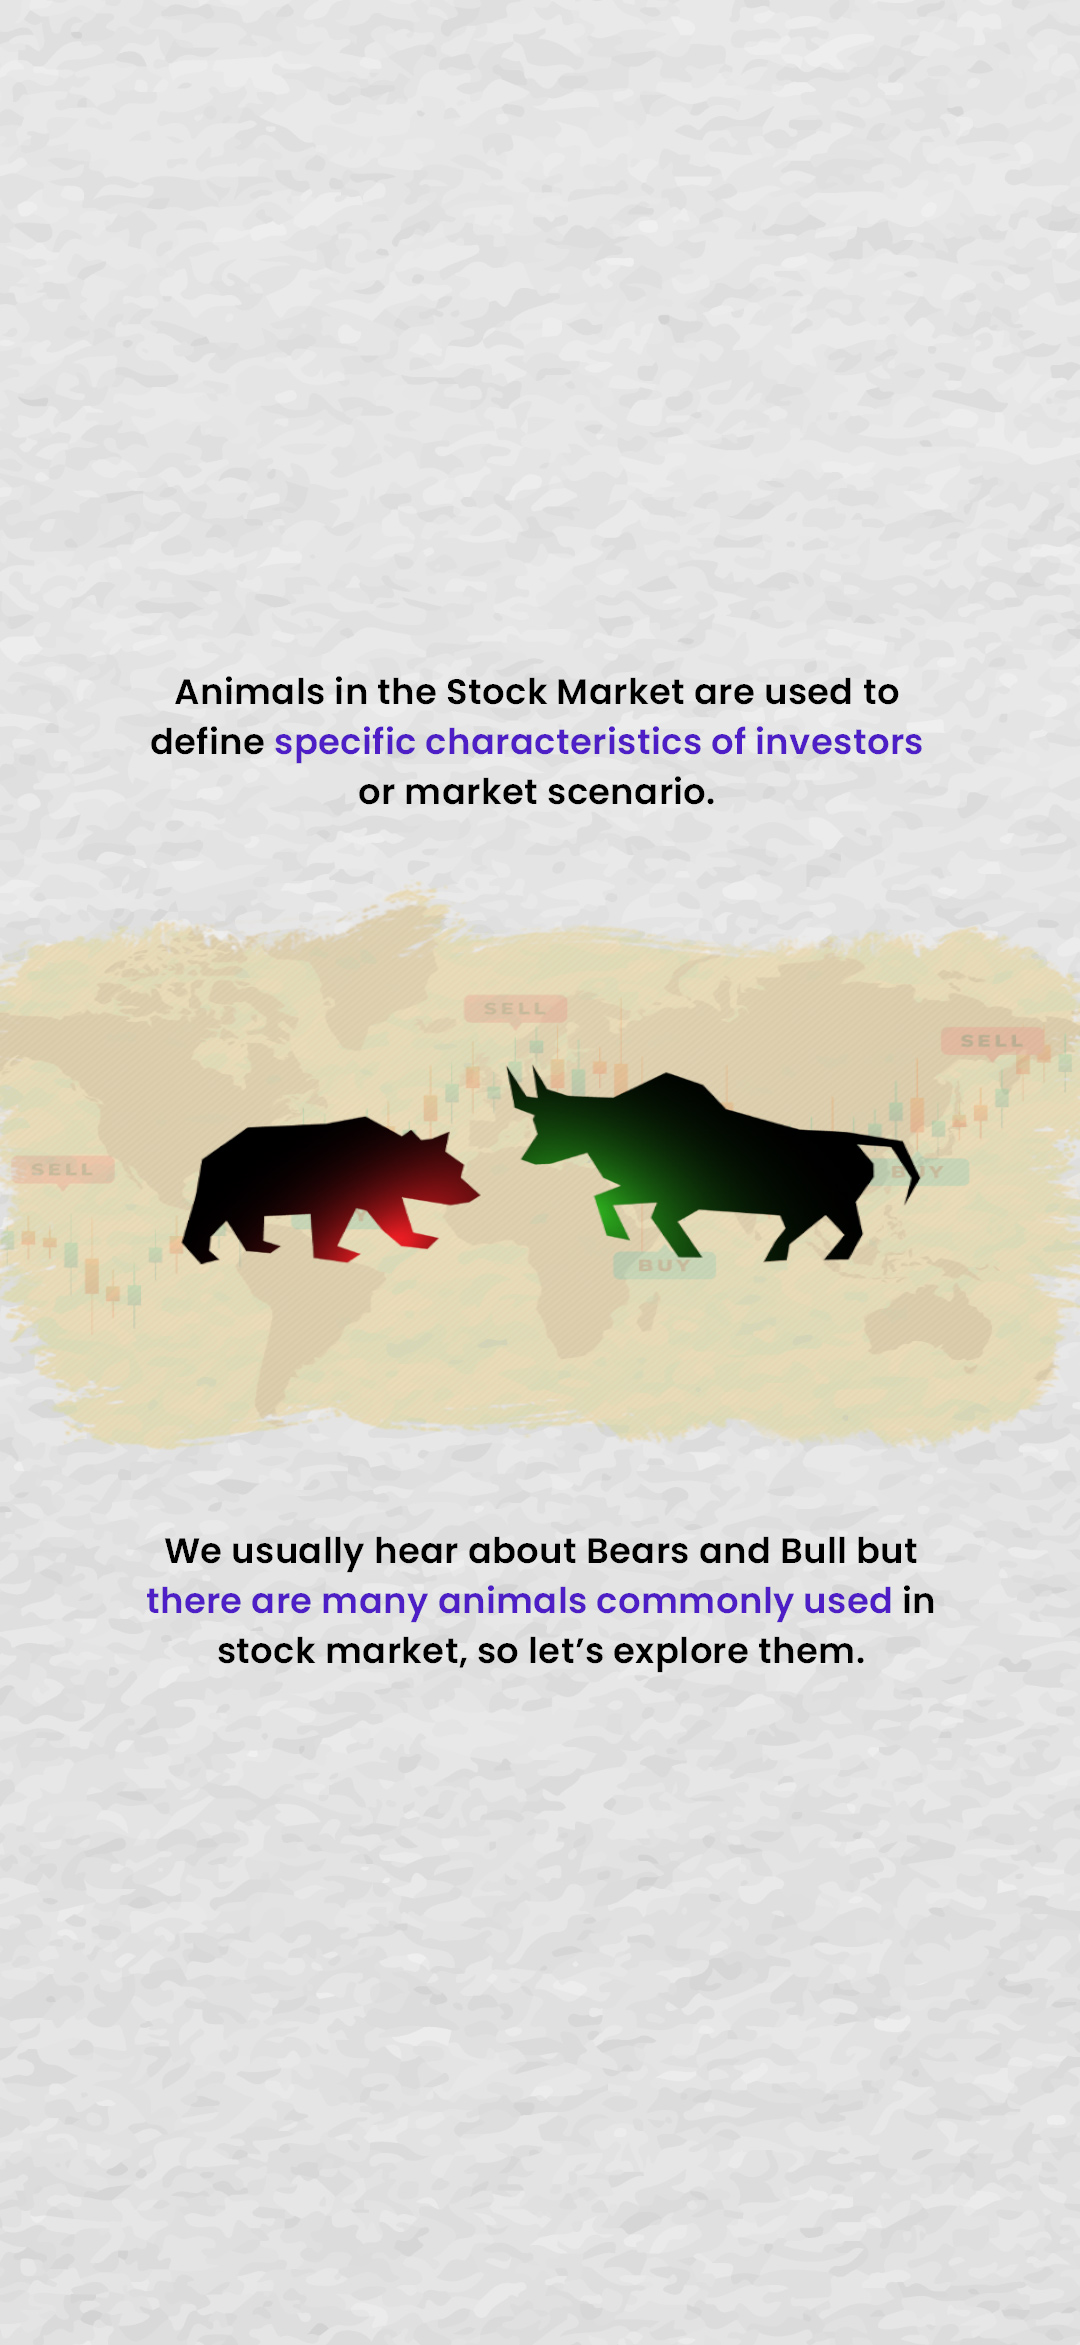 Animals in the Stock Market are used to
define specific characteristics of investors
or market scenario.
SELL
SELL
SELL
BUY
BUY
We usually hear about Bears and Bull but
there are many animals commonly used in
stock market, so let’s explore them.